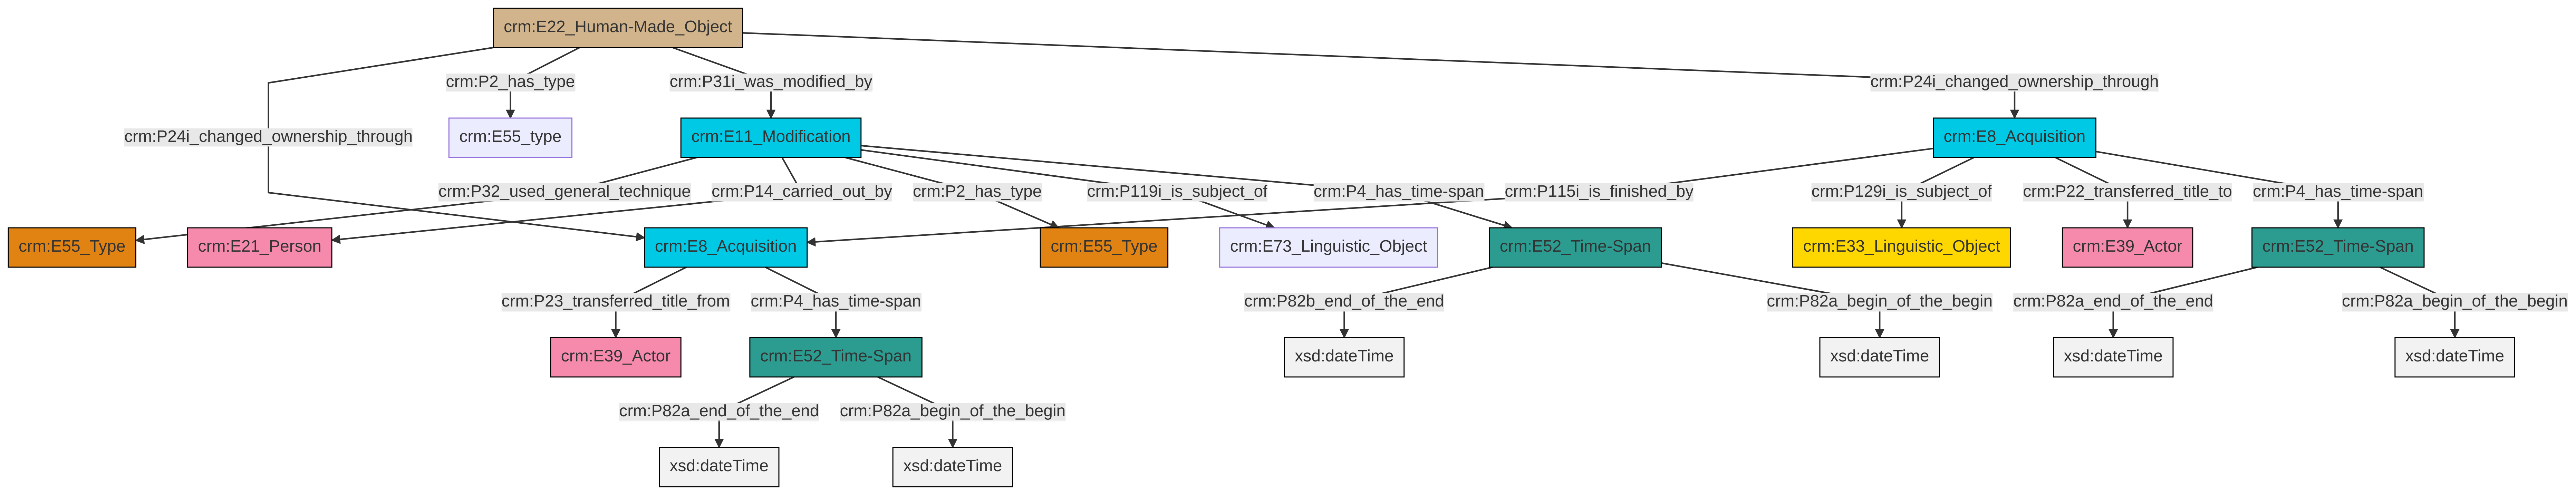 crm:E22_Human-Made_Object
crm:P2_has_type
crm:P31i_was_modified_by
crm:P24i_changed_ownership_through
crm:P24i_changed_ownership_through
crm:E55_type
crm:E11_Modification
crm:E8_Acquisition
crm:P32_used_general_technique
crm:P14_carried_out_by
crm:P2_has_type
crm:P119i_is_subject_of
crm:P4_has_time-span
crm:P115i_is_finished_by
crm:P129i_is_subject_of
crm:P22_transferred_title_to
crm:P4_has_time-span
crm:E55_Type
crm:E21_Person
crm:E8_Acquisition
crm:E55_Type
crm:E73_Linguistic_Object
crm:E52_Time-Span
crm:E33_Linguistic_Object
crm:E39_Actor
crm:E52_Time-Span
crm:P23_transferred_title_from
crm:P4_has_time-span
crm:P82b_end_of_the_end
crm:P82a_begin_of_the_begin
crm:P82a_end_of_the_end
crm:P82a_begin_of_the_begin
crm:E39_Actor
crm:E52_Time-Span
xsd:dateTime
xsd:dateTime
xsd:dateTime
xsd:dateTime
crm:P82a_end_of_the_end
crm:P82a_begin_of_the_begin
xsd:dateTime
xsd:dateTime